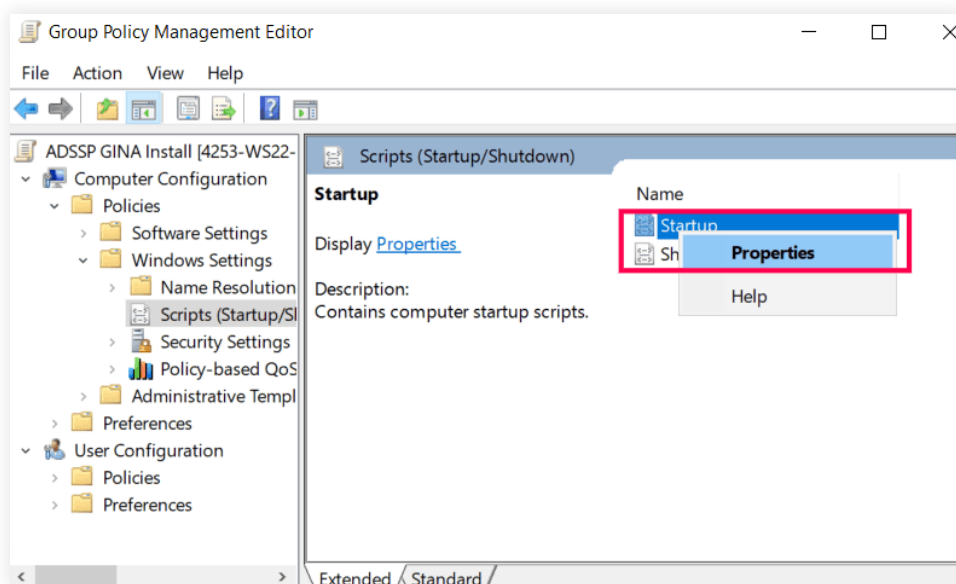 Group Policy Management Editor
File Action View Help
ADSSP GINA Install [4253-WS22-
Computer Configuration
Policies
Software Settings
Windows Settings
Name Resolution
Scripts (Startup/Sl
Security Settings
Policy-based QoS
Administrative Templ
Preferences
User Configuration
Policies
Preferences
Scripts (Startup/Shutdown)
Startup
Display Properties
Description:
Contains computer startup scripts.
Name
Startup
Sh
Properties
Help
Extended Standard